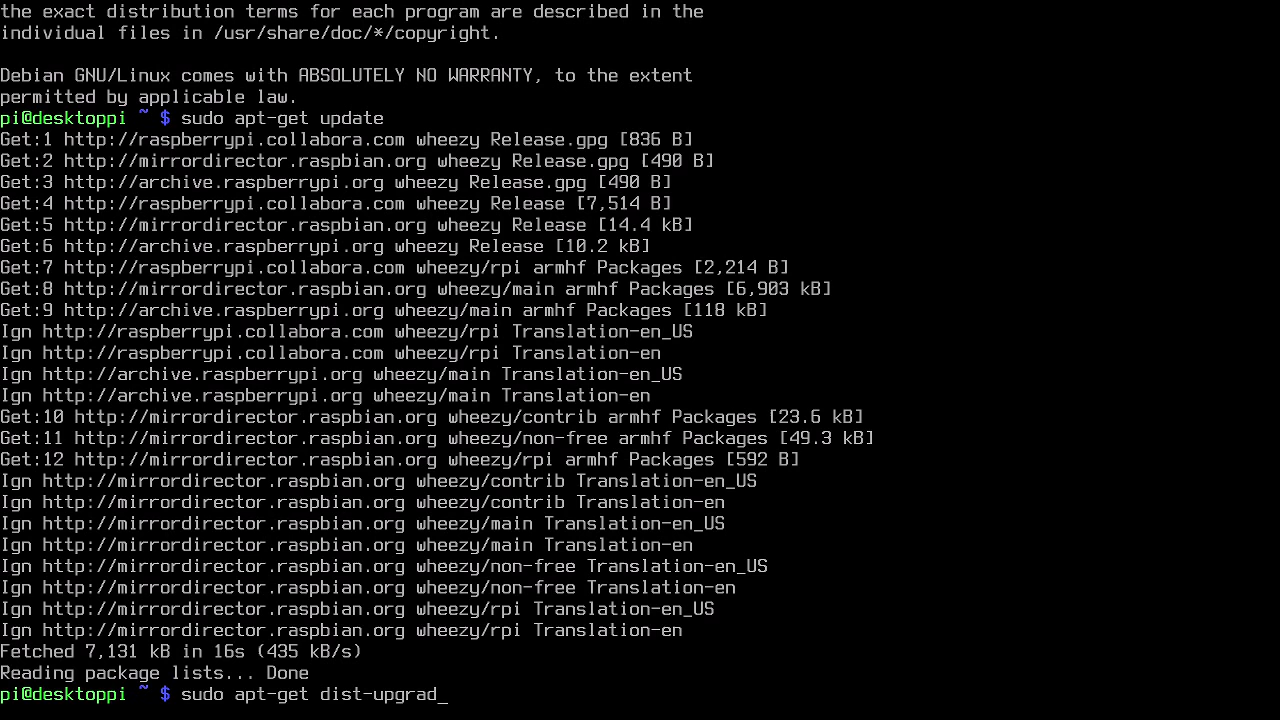 the exact distribution terms for each program are described in the
individual files in /usr/share/doc/*/copyright.
Debian GNU/Linux comes with ABSOLUTELY NO WARRANTY, to the extent
permitted by applicable law.
pi@desktoppi ~ $ sudo apt-get update
Get:1 http://raspberrypi.collabora.com wheezy Release.gpg [836 B]
Get:2 http://mirrordirector.raspbian.org wheezy Release.gpg [490 B]
Get:3 http://archive.raspberrypi.org wheezy Release.gpg [490 B]
Get:4 http://raspberrypi.collabora.com wheezy Release [7,514 B]
Get:5 http://mirrordirector.raspbian.org wheezy Release [14.4 kB]
Get:6 http://archive.raspberrypi.org wheezy Release [10.2 kB]
Get:7 http://raspberrypi.collabora.com wheezy/rpi armhf Packages [2,214 B]
Get:8 http://mirrordirector.raspbian.org wheezy/main armhf Packages [6,903 kB]
Get:9 http://archive.raspberrypi.org wheezy/main armhf Packages [118 kB]
Ign http://raspberrypi.collabora.com wheezy/rpi Translation-en_US
Ign http://raspberrypi.collabora.com wheezy/rpi Translation-en
Ign http://archive.raspberrypi.org wheezy/main Translation-en_US
Ign http://archive.raspberrypi.org wheezy/main Translation-en
Get:10 http://mirrordirector.raspbian.org wheezy/contrib armhf Packages [23.6 kB]
Get:11 http://mirrordirector.raspbian.org wheezy/non-free armhf Packages [49.3 kB]
Get:12 http://mirrordirector.raspbian.org wheezy/rpi armhf Packages [592 B]
Ign http://mirrordirector.raspbian.org wheezy/contrib Translation-en_US
Ign http://mirrordirector.raspbian.org wheezy/contrib Translation-en
Ign http://mirrordirector.raspbian.org wheezy/main Translation-en_US
Ign http://mirrordirector.raspbian.org wheezy/main Translation-en
Ign http://mirrordirector.raspbian.org wheezy/non-free Translation-en_US
Ign http://mirrordirector.raspbian.org wheezy/non-free Translation-en
Ign http://mirrordirector.raspbian.org wheezy/rpi Translation-en_US
Ign http://mirrordirector.raspbian.org wheezy/rpi Translation-en
Fetched 7,131 kB in 16s (435 kB/s)
Reading package lists... Done
pi@desktoppi ~ $ sudo apt-get dist-upgrad_